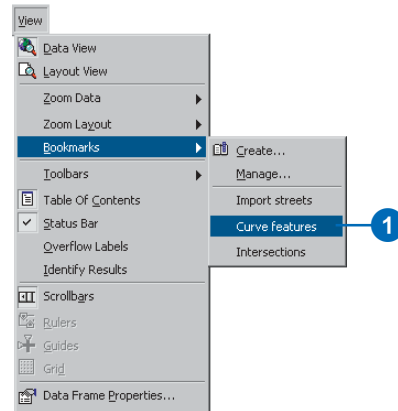 View
Data View
Layout View
Zoom Data
Zoom Layout
Bookmarks
Toolbars
Table Of Contents
Status Bar
Overflow Labels
Identify Results
Scrollbars
Rulers
Guides
Grid
Data Frame Properties...
Create...
Manage...
Import streets
Curve features
1
Intersections